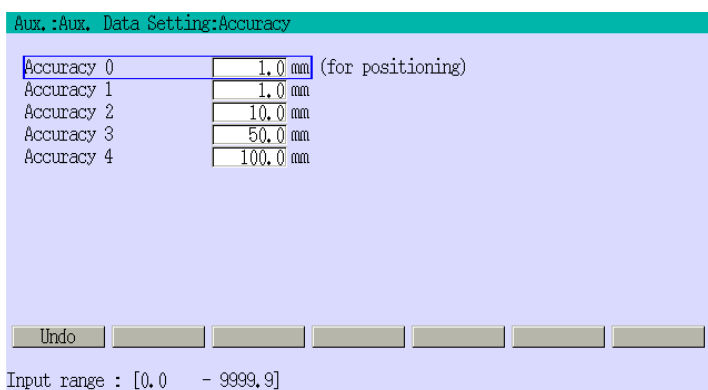 Aux.:Aux. Data Setting:Accuracy
Accuracy 0 1.0 mm (for positioning)
Accuracy 1 1.0 mm
Accuracy 2 10.0 mm
Accuracy 3 50.0 mm
Accuracy 4 100.0 mm
Undo
Input range : [0.0 - 9999.9]